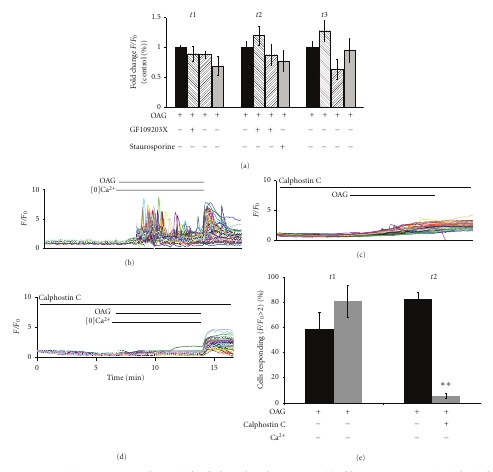 1.5
1
0.5
0
Fold change F/F0
(control (%))
t1
t2
t3
OAG + + + + + + + + + + + +
GF109203X − + − − − + + − − − − −
Staurosporine − − − − − − − + − − − −
(a)
OAG
[0]Ca2+
10
5
0
F/F0
(b)
Calphostin C
OAG
10
5
0
F/F0
(c)
Calphostin C
OAG
[0]Ca2+
10
5
0
F/F0
0 5 10 15
Time (min)
(d)
100
80
60
40
20
0
Cells responding (F/F0>2) (%)
t1
t2
**
OAG + + + +
Calphostin C − − − +
Ca2+ − − − −
(e)